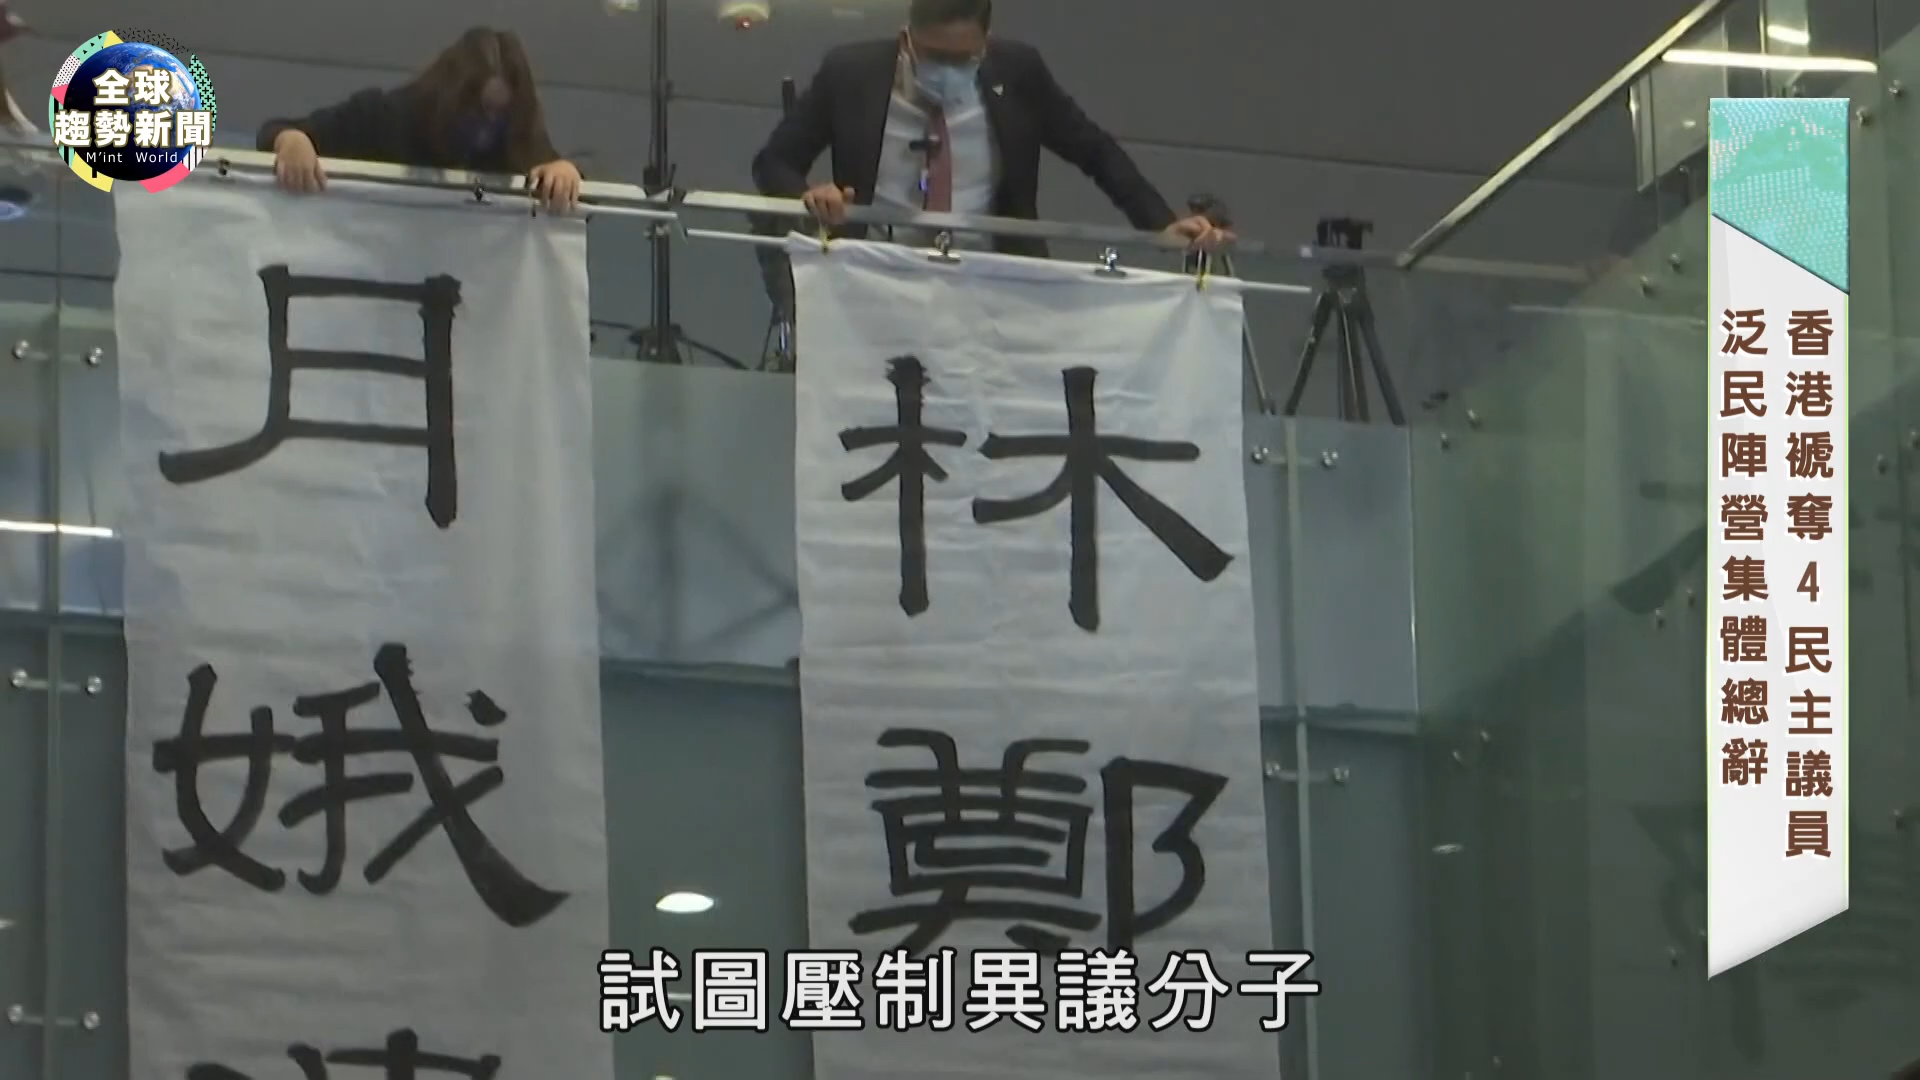 全球
趨勢新聞
M'int World
香港褫奪4民主議員
泛民陣營集體總辭
林鄭
月娥
試圖壓制異議分子